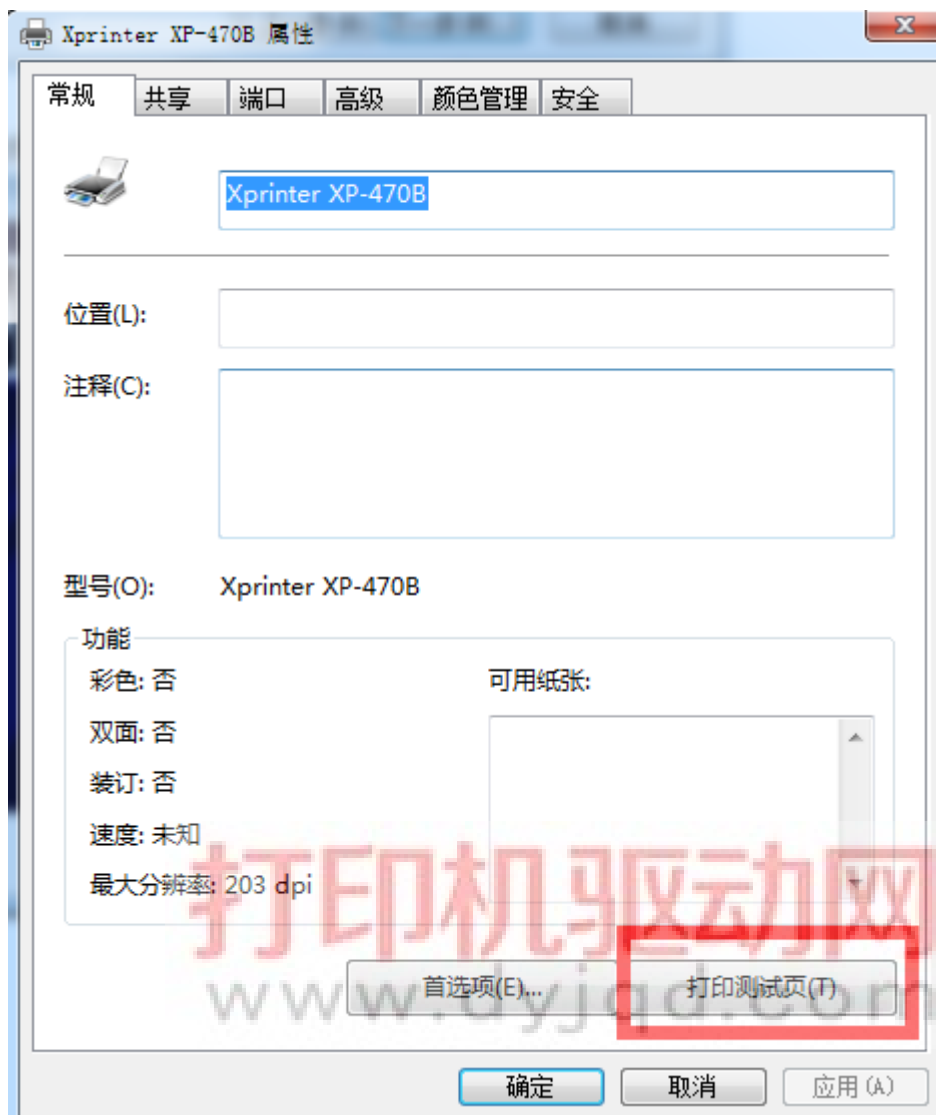 Xprinter XP-470B 属性
常规 共享 端口 高级 颜色管理 安全
Xprinter XP-470B
位置(L):
注释(C):
型号(O): Xprinter XP-470B
功能
彩色: 否 可用纸张:
双面: 否
装订: 否
速度: 未知
最大分辨率: 203 dpi
打印机驱动网
www.dyjqd.com
首选项(E)... 打印测试页(T)
确定 取消 应用(A)